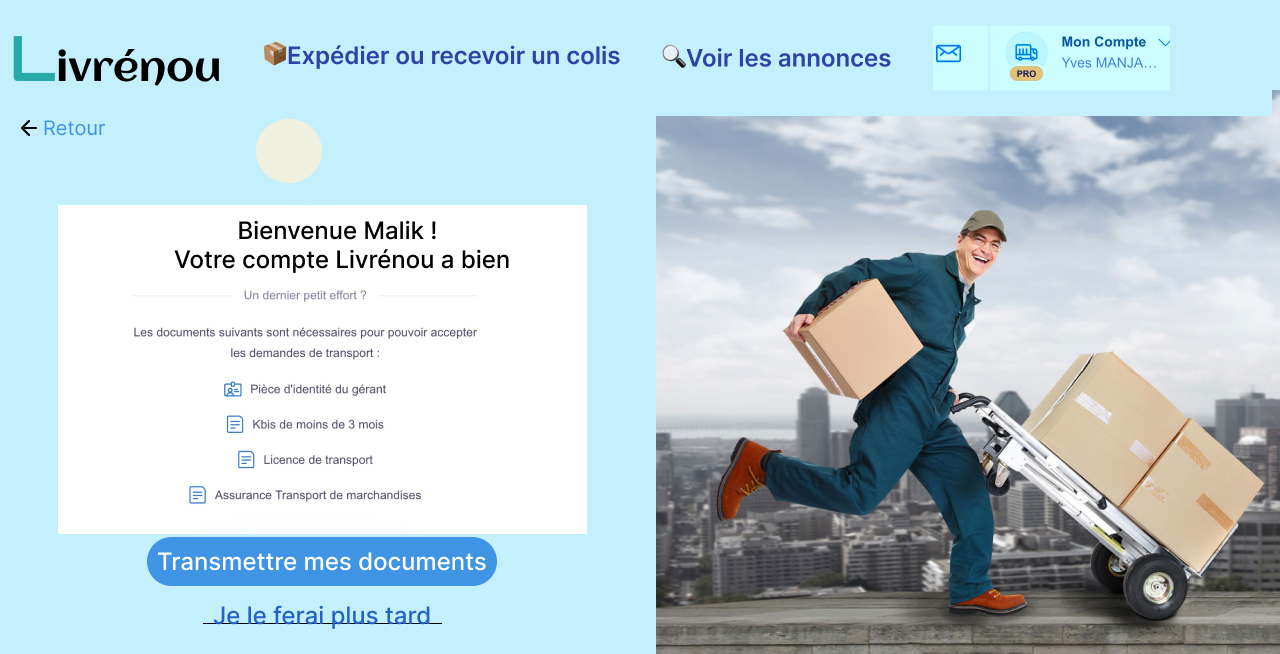 Livrénou
📦Expédier ou recevoir un colis
🔍Voir les annonces
Mon Compte
PRO
Yves MANJA...
Retour
Bienvenue Malik !
Votre compte Livrénou a bien
Un dernier petit effort ?
Les documents suivants sont nécessaires pour pouvoir accepter
les demandes de transport :
Pièce d'identité du gérant
Kbis de moins de 3 mois
Licence de transport
Assurance Transport de marchandises
Transmettre mes documents
Je le ferai plus tard